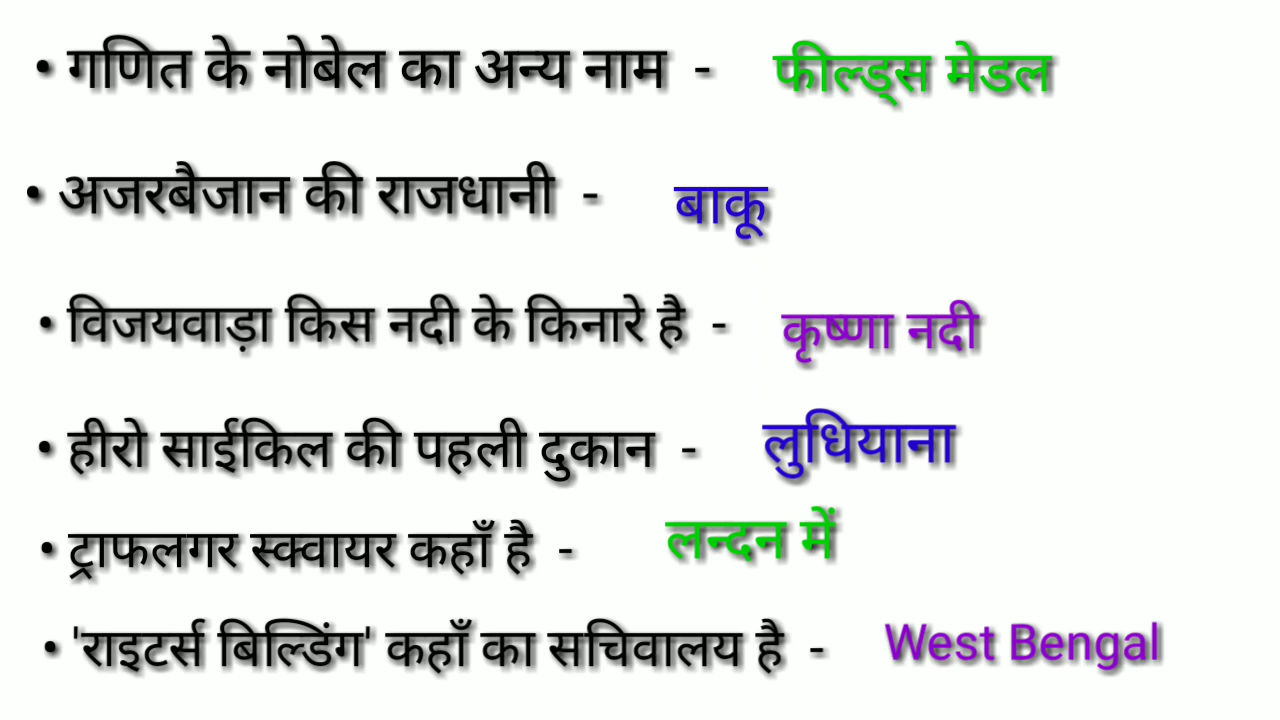 • गणित के नोबेल का अन्य नाम - फील्ड्स मेडल
• अजरबैजान की राजधानी - बाकू
• विजयवाड़ा किस नदी के किनारे है - कृष्णा नदी
• हीरो साईकिल की पहली दुकान - लुधियाना
• ट्राफलगर स्क्वायर कहाँ है - लन्दन में
• 'राइटर्स बिल्डिंग' कहाँ का सचिवालय है - West Bengal